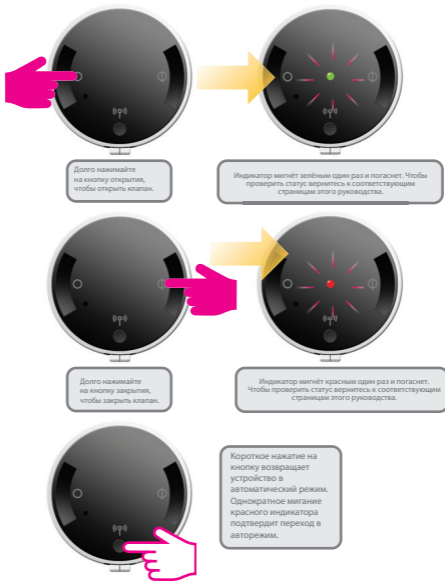 Долго нажимайте
на кнопку открытия,
чтобы открыть клапан.
Индикатор мигнёт зелёным один раз и погаснет. Чтобы
проверить статус вернитесь к соответствующим
страницам этого руководства.
Долго нажимайте
на кнопку закрытия,
чтобы закрыть клапан.
Индикатор мигнёт красным один раз и погаснет.
Чтобы проверить статус вернитесь к соответствующим
страницам этого руководства.
Короткое нажатие на
кнопку возвращает
устройство в
автоматический режим.
Однократное мигание
красного индикатора
подтвердит переход в
авторежим.